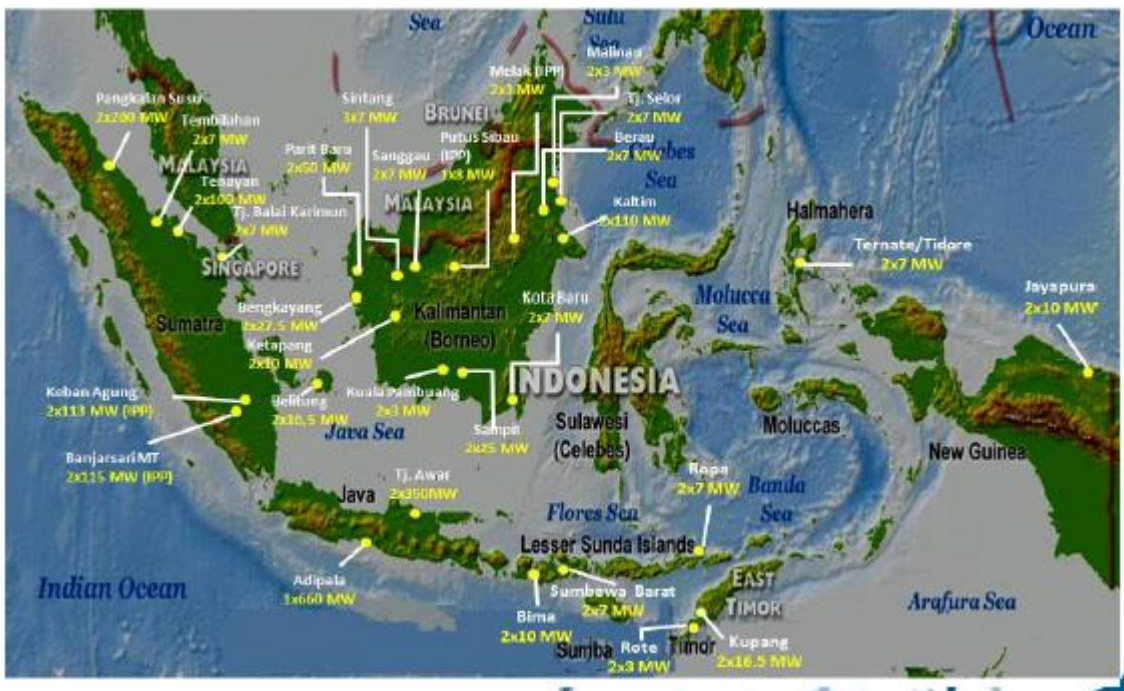 Sea
Sulu
Sea
Ocean
Malinau
2x3 MW
Melak (IPP)
2x3 MW
Pangkalan Susu
2x200 MW
Sintang
3x7 MW
BRUNEI
Tj. Selor
2x7 MW
Tembilahan
2x7 MW
Putus Sibau
(IPP)
1x8 MW
Berau
2x7 MW
Parit Baru
2x50 MW
Sanggau
2x7 MW
Celebes
Sea
MALAYSIA
Tenayan
2x100 MW
MALAYSIA
Kaltim
2x110 MW
Halmahera
Tj. Balai Karimun
2x7 MW
Ternate/Tidore
2x7 MW
SINGAPORE
Jayapura
2x10 MW
Molucca
Sea
Kota Baru
2x7 MW
Bengkayang
2x27.5 MW
Kalimantan
(Borneo)
Sumatra
Ketapang
2x10 MW
INDONESIA
Keban Agung
2x113 MW (IPP)
Belitung
2x16,5 MW
Kuala Pambuang
2x3 MW
Java Sea
Sampit
2x25 MW
Sulawesi
(Celebes)
Moluccas
New Guinea
Banjarsari MT
2x115 MW (IPP)
Tj. Awar
2x350MW
Ropa
2x7 MW
Banda
Sea
Java
Flores Sea
Lesser Sunda Islands
Indian Ocean
Adipala
1x660 MW
Sumbawa Barat
2x7 MW
EAST
TIMOR
Arafura Sea
Bima
2x10 MW
Sumba
Rote
2x3 MW
Timor
Kupang
2x16.5 MW